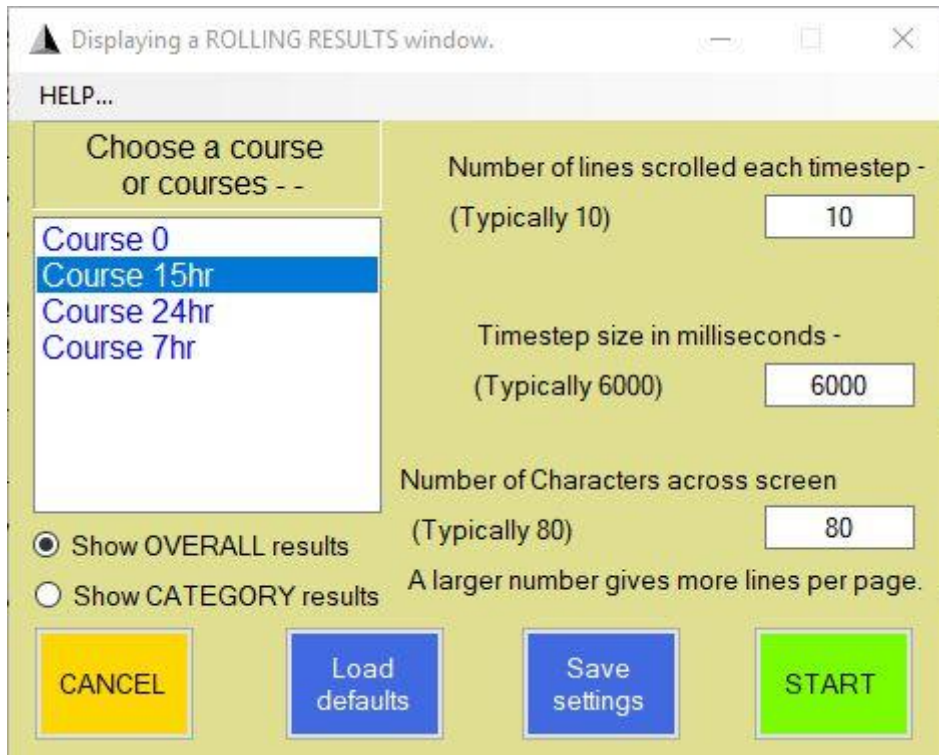 Displaying a ROLLING RESULTS window.
HELP...
Choose a course
or courses - -
Course 0
Course 15hr
Course 24hr
Course 7hr
Show OVERALL results
Show CATEGORY results
Number of lines scrolled each timestep -
(Typically 10)
10
Timestep size in milliseconds -
(Typically 6000)
6000
Number of Characters across screen
(Typically 80)
80
A larger number gives more lines per page.
CANCEL
Load
defaults
Save
settings
START